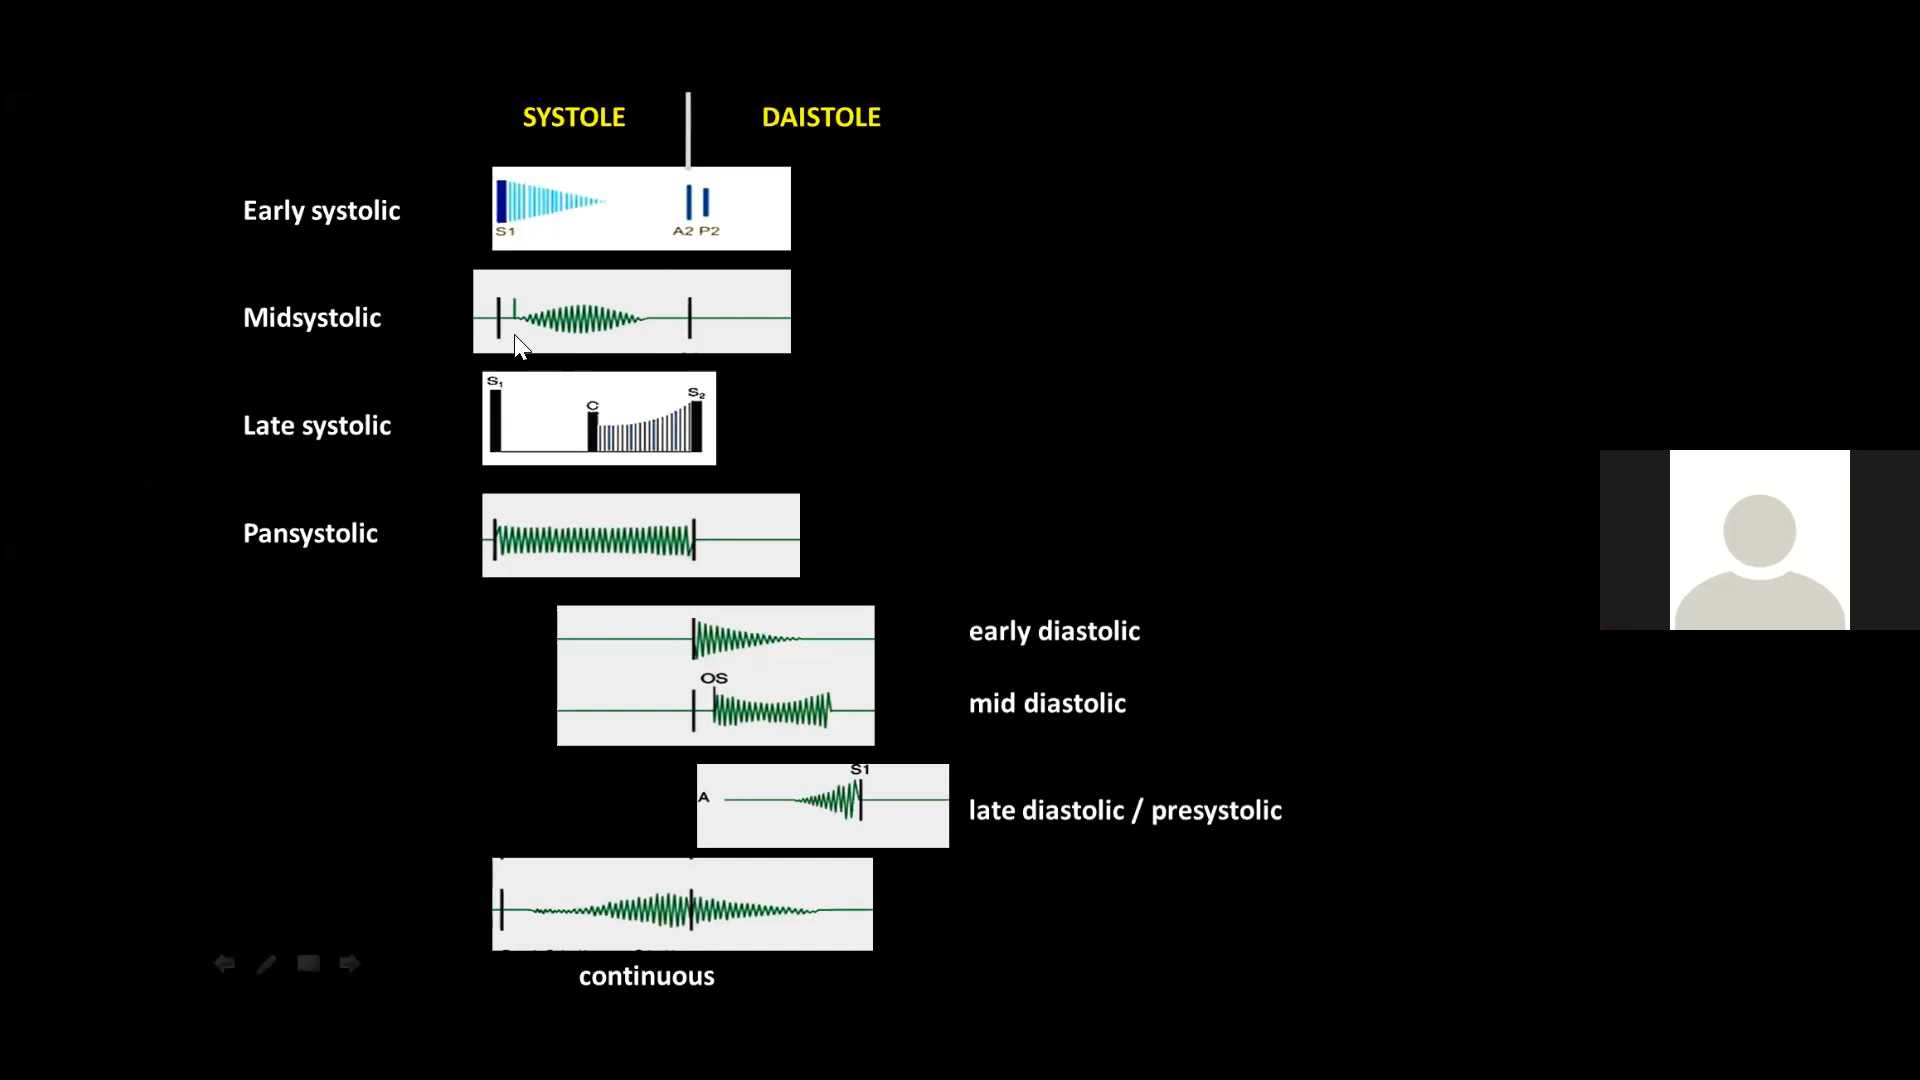 SYSTOLE
DAISTOLE
Early systolic
S1
A2 P2
Midsystolic
Late systolic
S1
C
S2
Pansystolic
early diastolic
OS
mid diastolic
S1
A
late diastolic / presystolic
continuous